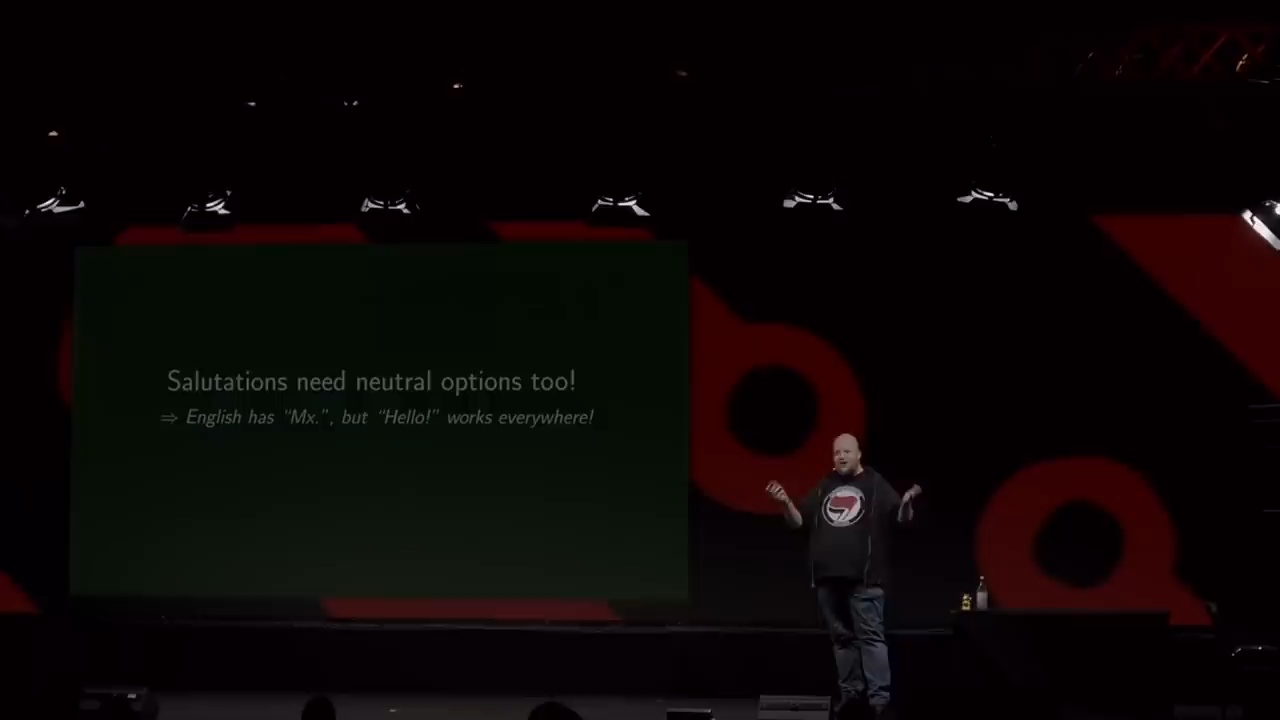 Salutations need neutral options too!
⇒ English has “Mx.”, but “Hello!” works everywhere!